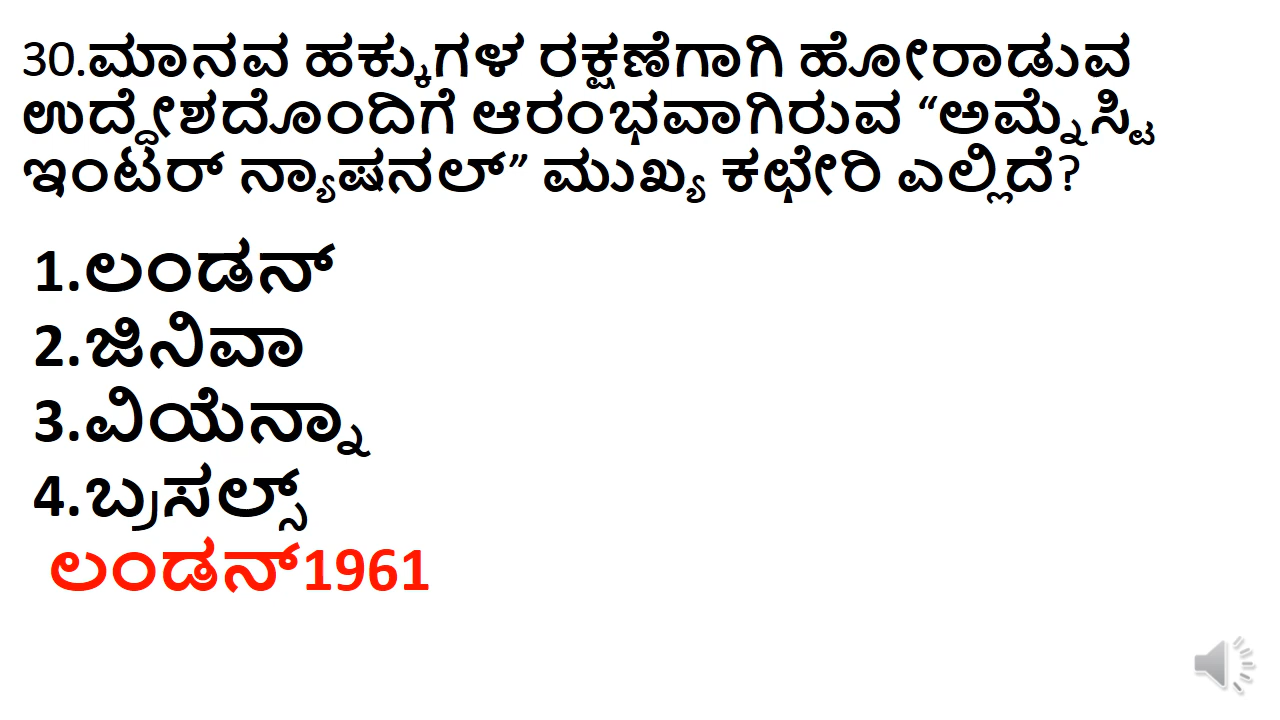 30.ಮಾನವ ಹಕ್ಕುಗಳ ರಕ್ಷಣೆಗಾಗಿ ಹೋರಾಡುವ
ಉದ್ದೇಶದೊಂದಿಗೆ ಆರಂಭವಾಗಿರುವ “ಅಮ್ನೆಸ್ಟಿ
ಇಂಟರ್ ನ್ಯಾಷನಲ್” ಮುಖ್ಯ ಕಛೇರಿ ಎಲ್ಲಿದೆ?
1.ಲಂಡನ್
2.ಜಿನಿವಾ
3.ವಿಯೆನ್ನಾ
4.ಬ್ರಸಲ್ಸ್
ಲಂಡನ್1961